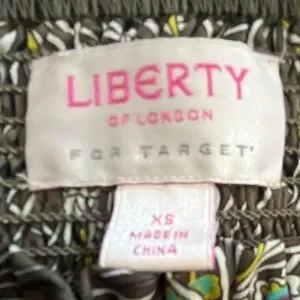 LIBERTY
OF LONDON
FOR TARGET*
XS
MADE IN
CHINA